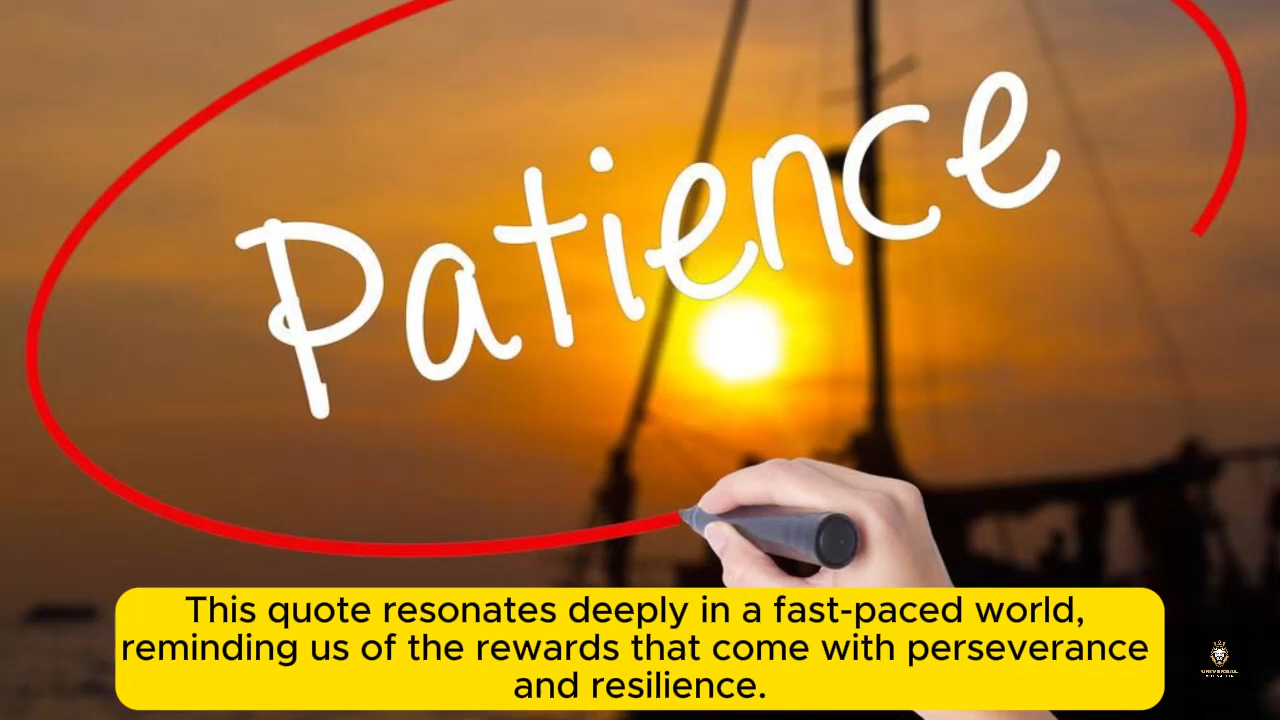 Patience
This quote resonates deeply in a fast-paced world,
reminding us of the rewards that come with perseverance
and resilience.
UNIVERSAL